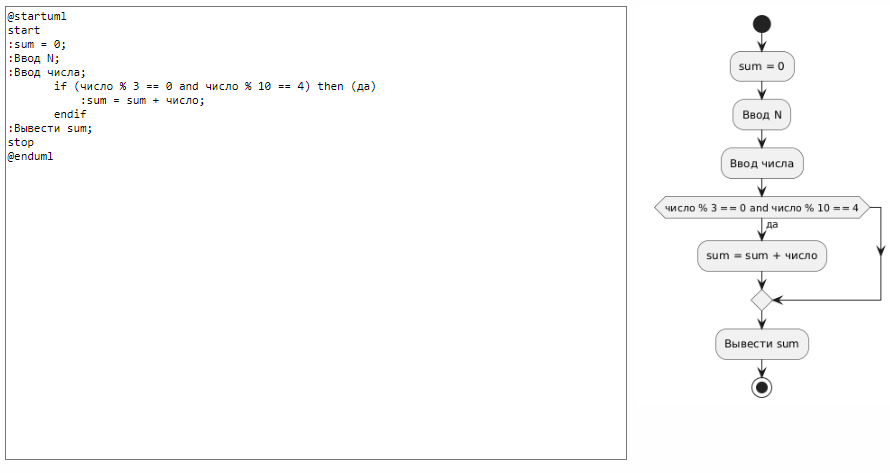 @startuml
start
:sum = 0;
:Ввод N;
:Ввод числа;
if (число % 3 == 0 and число % 10 == 4) then (да)
:sum = sum + число;
endif
:Вывести sum;
stop
@enduml
sum = 0
Ввод N
Ввод числа
число % 3 == 0 and число % 10 == 4
да
sum = sum + число
Вывести sum